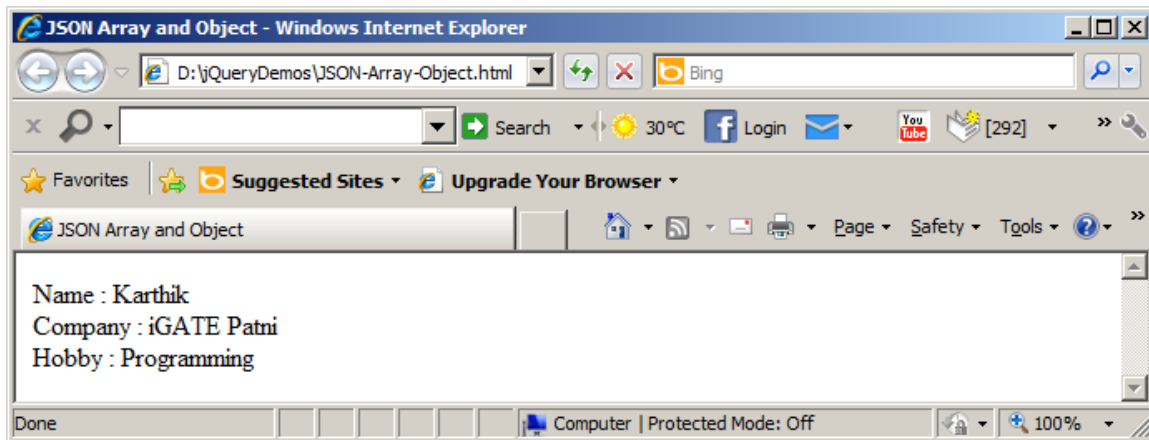 JSON Array and Object - Windows Internet Explorer
D:\jQueryDemos\JSON-Array-Object.html
Bing
Search
30°C
Login
You Tube
[292]
»
Favorites
Suggested Sites
Upgrade Your Browser
JSON Array and Object
Page
Safety
Tools
»
Name : Karthik
Company : iGATE Patni
Hobby : Programming
Done
Computer | Protected Mode: Off
100%